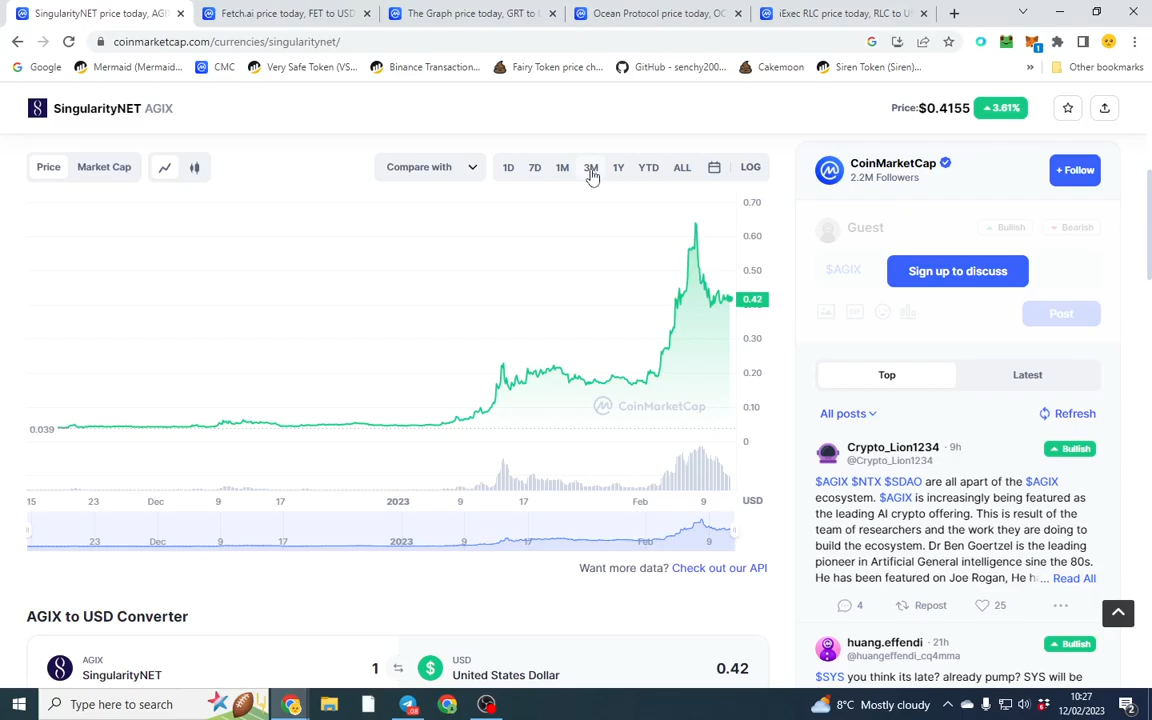 SingularityNET price today, AGI
Fetch.ai price today, FET to USD
The Graph price today, GRT to
Ocean Protocol price today, OC
iExec RLC price today, RLC to U
coinmarketcap.com/currencies/singularitynet/
Google
Mermaid (Mermaid...
CMC
Very Safe Token (VS...
Binance Transaction...
Fairy Token price ch...
GitHub - senchy200...
Cakemoon
Siren Token (Siren)...
Other bookmarks
SingularityNET AGIX
Price:$0.4155
3.61%
Price
Market Cap
Compare with
1D
7D
1M
3M
1Y
YTD
ALL
LOG
CoinMarketCap
2.2M Followers
+ Follow
Guest
Bullish
Bearish
$AGIX
Sign up to discuss
GIF
Post
0.70
0.60
0.50
0.42
0.30
0.20
0.10
0
0.039
CoinMarketCap
15
23
Dec
9
17
2023
9
17
Feb
9
USD
23
Dec
9
17
2023
9
17
Feb
9
Want more data? Check out our API
Top
Latest
All posts
Refresh
Crypto_Lion1234 · 9h
@Crypto_Lion1234
Bullish
$AGIX $NTX $SDAO are all apart of the $AGIX
ecosystem. $AGIX is increasingly being featured as
the leading AI crypto offering. This is result of the
team of researchers and the work they are doing to
build the ecosystem. Dr Ben Goertzel is the leading
pioneer in Artificial General intelligence sine the 80s.
He has been featured on Joe Rogan, He h... Read All
4
Repost
25
AGIX to USD Converter
AGIX
SingularityNET
1
USD
United States Dollar
0.42
huang.effendi · 21h
@huangeffendi_cq4mma
Bullish
$SYS you think its late? already pump? SYS will be
Type here to search
8°C Mostly cloudy
10:27
12/02/2023
2